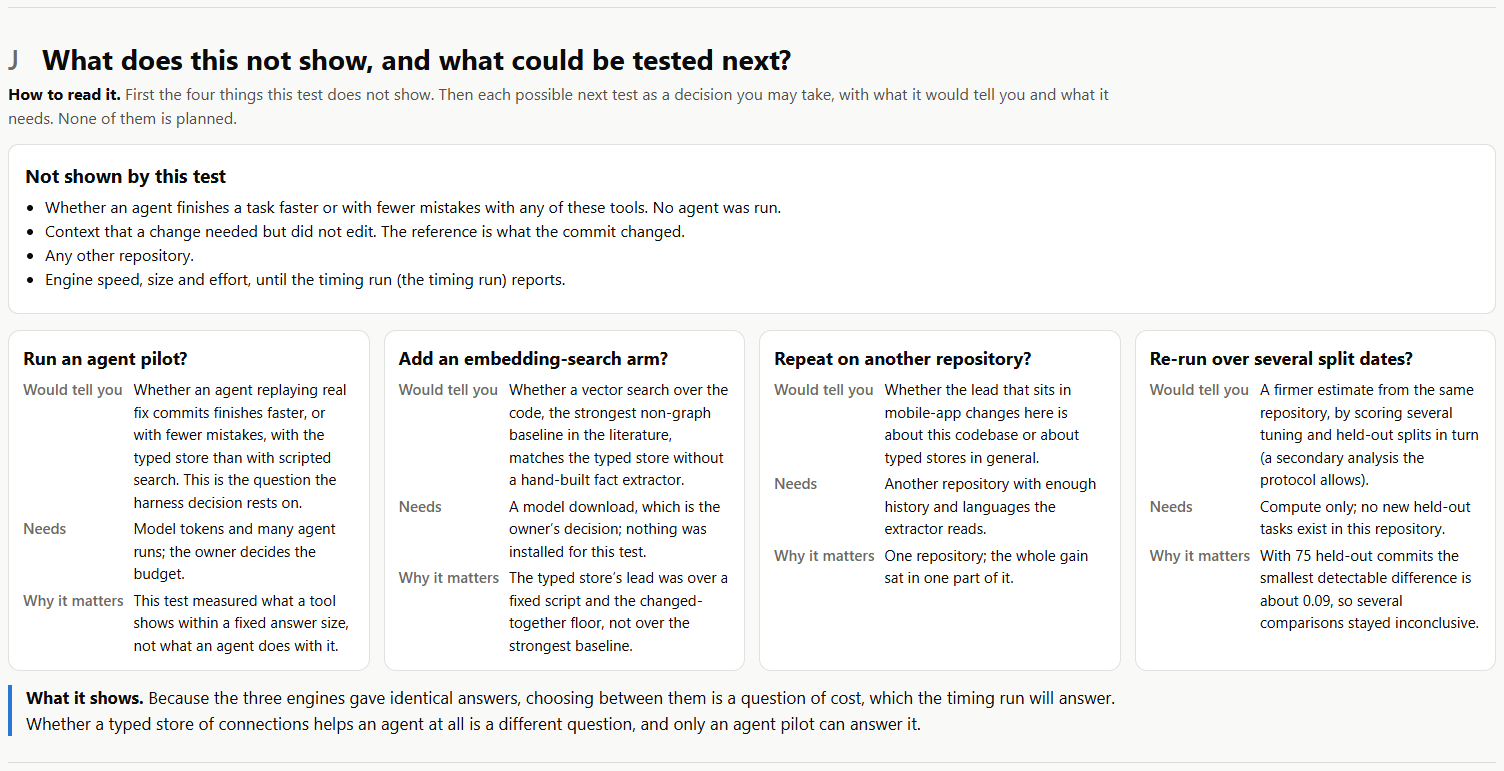 J What does this not show, and what could be tested next?
How to read it. First the four things this test does not show. Then each possible next test as a decision you may take, with what it would tell you and what it
needs. None of them is planned.
Not shown by this test
• Whether an agent finishes a task faster or with fewer mistakes with any of these tools. No agent was run.
• Context that a change needed but did not edit. The reference is what the commit changed.
• Any other repository.
• Engine speed, size and effort, until the timing run (the timing run) reports.
Run an agent pilot?
Would tell you Whether an agent replaying real
fix commits finishes faster, or
with fewer mistakes, with the
typed store than with scripted
search. This is the question the
harness decision rests on.
Needs Model tokens and many agent
runs; the owner decides the
budget.
Why it matters This test measured what a tool
shows within a fixed answer size,
not what an agent does with it.
Add an embedding-search arm?
Would tell you Whether a vector search over the
code, the strongest non-graph
baseline in the literature,
matches the typed store without
a hand-built fact extractor.
Needs A model download, which is the
owner's decision; nothing was
installed for this test.
Why it matters The typed store's lead was over a
fixed script and the changed-
together floor, not over the
strongest baseline.
Repeat on another repository?
Would tell you Whether the lead that sits in
mobile-app changes here is
about this codebase or about
typed stores in general.
Needs Another repository with enough
history and languages the
extractor reads.
Why it matters One repository; the whole gain
sat in one part of it.
Re-run over several split dates?
Would tell you A firmer estimate from the same
repository, by scoring several
tuning and held-out splits in turn
(a secondary analysis the
protocol allows).
Needs Compute only; no new held-out
tasks exist in this repository.
Why it matters With 75 held-out commits the
smallest detectable difference is
about 0.09, so several
comparisons stayed inconclusive.
What it shows. Because the three engines gave identical answers, choosing between them is a question of cost, which the timing run will answer.
Whether a typed store of connections helps an agent at all is a different question, and only an agent pilot can answer it.